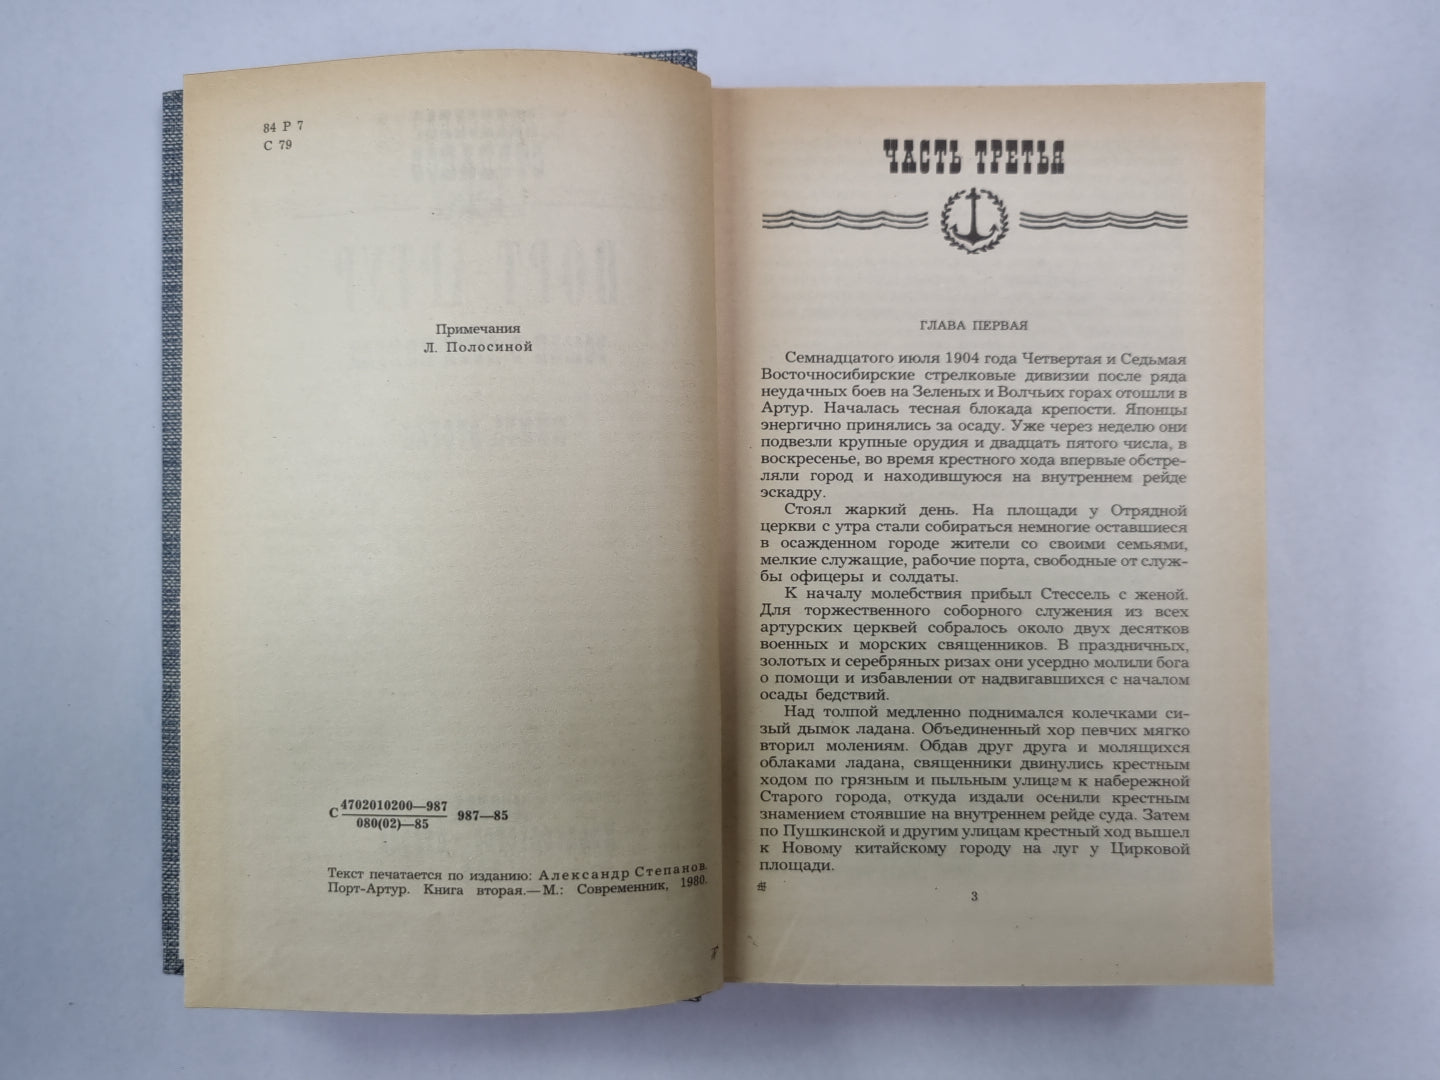 84 Р 7
С 79
Примечания
Л. Полосиной
С 4702010200—987 987—85
080(02)—85
Текст печатается по изданию: Александр Степанов.
Порт-Артур. Книга вторая.—М.: Современник, 1980.
ЧАСТЬ ТРЕТЬЯ
ГЛАВА ПЕРВАЯ
Семнадцатого июля 1904 года Четвертая и Седьмая
Восточносибирские стрелковые дивизии после ряда
неудачных боев на Зеленых и Волчьих горах отошли в
Артур. Началась тесная блокада крепости. Японцы
энергично принялись за осаду. Уже через неделю они
подвезли крупные орудия и двадцать пятого числа, в
воскресенье, во время крестного хода впервые обстре-
ляли город и находившуюся на внутреннем рейде
эскадру.
Стоял жаркий день. На площади у Отрядной
церкви с утра стали собираться немногие оставшиеся
в осажденном городе жители со своими семьями,
мелкие служащие, рабочие порта, свободные от служ-
бы офицеры и солдаты.
К началу молебствия прибыл Стессель с женой.
Для торжественного соборного служения из всех
артурских церквей собралось около двух десятков
военных и морских священников. В праздничных,
золотых и серебряных ризах они усердно молили бога
о помощи и избавлении от надвигавшихся с началом
осады бедствий.
Над толпой медленно поднимался колечками си-
зый дымок ладана. Объединенный хор певчих мягко
вторил молениям. Обдав друг друга и молящихся
облаками ладана, священники двинулись крестным
ходом по грязным и пыльным улицам к набережной
Старого города, откуда издали осенили крестным
знамением стоявшие на внутреннем рейде суда. Затем
по Пушкинской и другим улицам крестный ход вышел
к Новому китайскому городу на луг у Цирковой
площади.
3